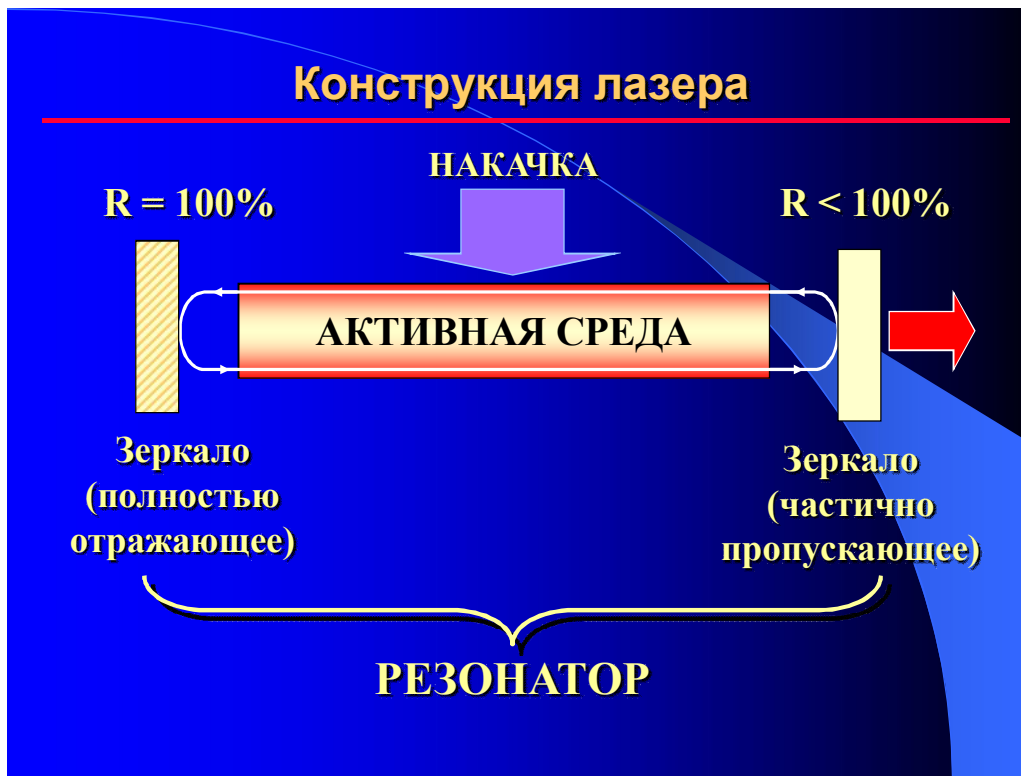 Конструкция лазера
НАКАЧКА
R = 100%
R < 100%
АКТИВНАЯ СРЕДА
Зеркало
(полностью
отражающее)
Зеркало
(частично
пропускающее)
РЕЗОНАТОР